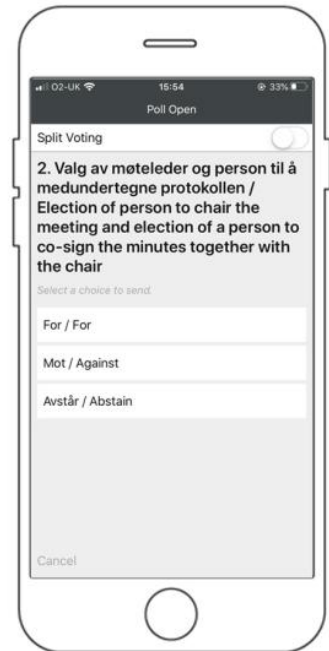 O2-UK 15:54 33%
Poll Open
Split Voting
2. Valg av møteleder og person til å
medundertegne protokollen /
Election of person to chair the
meeting and election of a person to
co-sign the minutes together with
the chair
Select a choice to send.
For / For
Mot / Against
Avstår / Abstain
Cancel